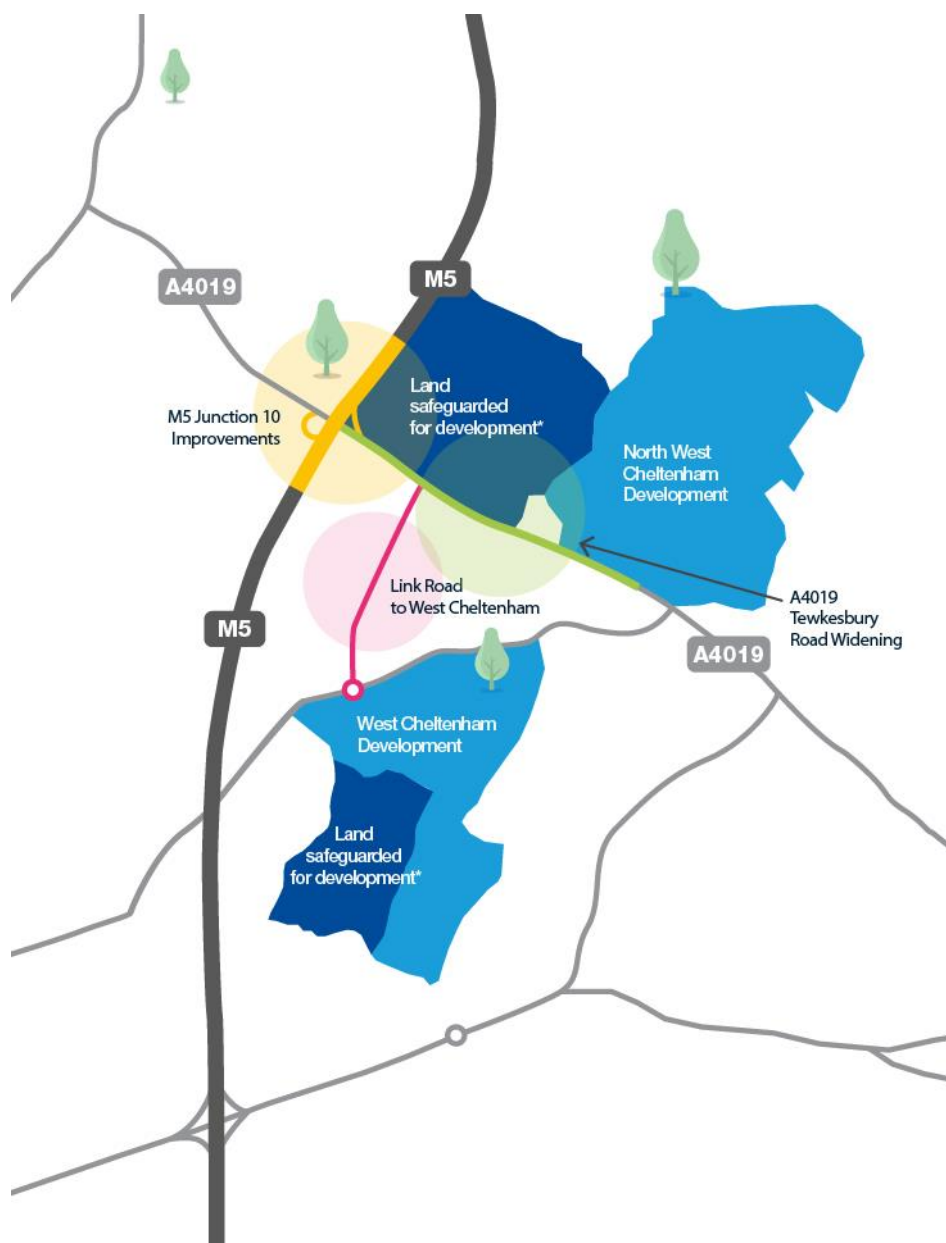 A4019
M5
M5 Junction 10
Improvements
Land
safeguarded
for development*
North West
Cheltenham
Development
Link Road
to West Cheltenham
A4019
Tewkesbury
Road Widening
M5
A4019
West Cheltenham
Development
Land
safeguarded
for development*